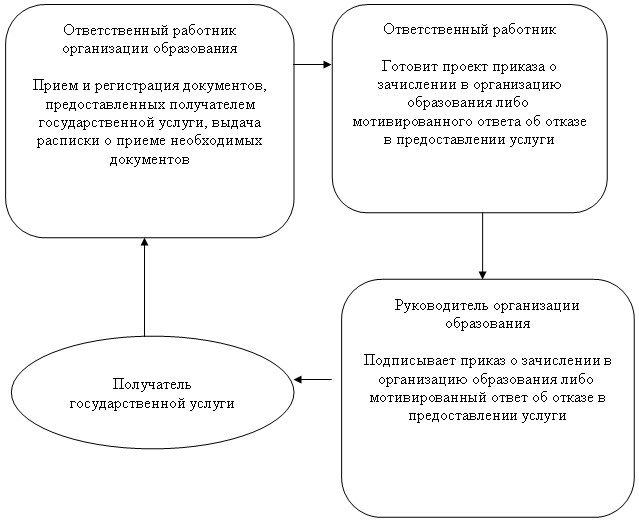 Ответственный работник
организации образования
Прием и регистрация документов,
предоставленных получателем
государственной услуги, выдача
расписки о приеме необходимых
документов
Ответственный работник
Готовит проект приказа о
зачислении в организацию
образования либо
мотивированного ответа об отказе
в предоставлении услуги
Руководитель организации
образования
Подписывает приказ о зачислении в
организацию образования либо
мотивированный ответ об отказе в
предоставлении услуги
Получатель
государственной услуги